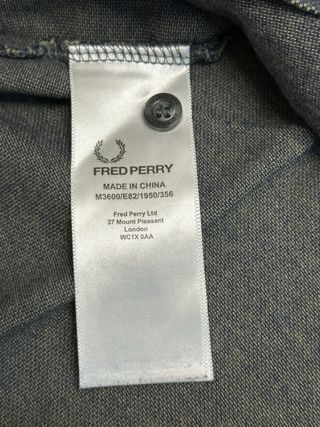 FRED PERRY
MADE IN CHINA
M3600/E82/1950/356
Fred Perry Ltd
37 Mount Pleasant
London
WC1X 0AA